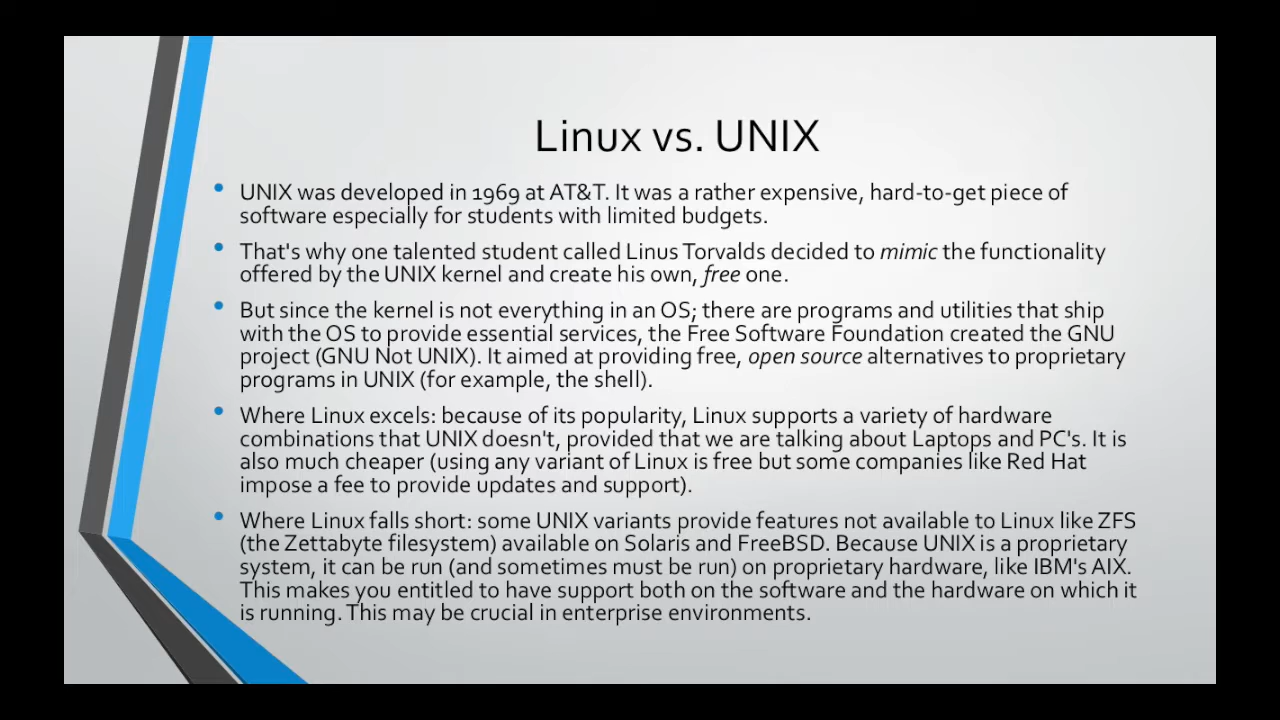 Linux vs. UNIX
• UNIX was developed in 1969 at AT&T. It was a rather expensive, hard-to-get piece of
software especially for students with limited budgets.
• That's why one talented student called Linus Torvalds decided to mimic the functionality
offered by the UNIX kernel and create his own, free one.
• But since the kernel is not everything in an OS; there are programs and utilities that ship
with the OS to provide essential services, the Free Software Foundation created the GNU
project (GNU Not UNIX). It aimed at providing free, open source alternatives to proprietary
programs in UNIX (for example, the shell).
• Where Linux excels: because of its popularity, Linux supports a variety of hardware
combinations that UNIX doesn't, provided that we are talking about Laptops and PC's. It is
also much cheaper (using any variant of Linux is free but some companies like Red Hat
impose a fee to provide updates and support).
• Where Linux falls short: some UNIX variants provide features not available to Linux like ZFS
(the Zettabyte filesystem) available on Solaris and FreeBSD. Because UNIX is a proprietary
system, it can be run (and sometimes must be run) on proprietary hardware, like IBM's AIX.
This makes you entitled to have support both on the software and the hardware on which it
is running. This may be crucial in enterprise environments.